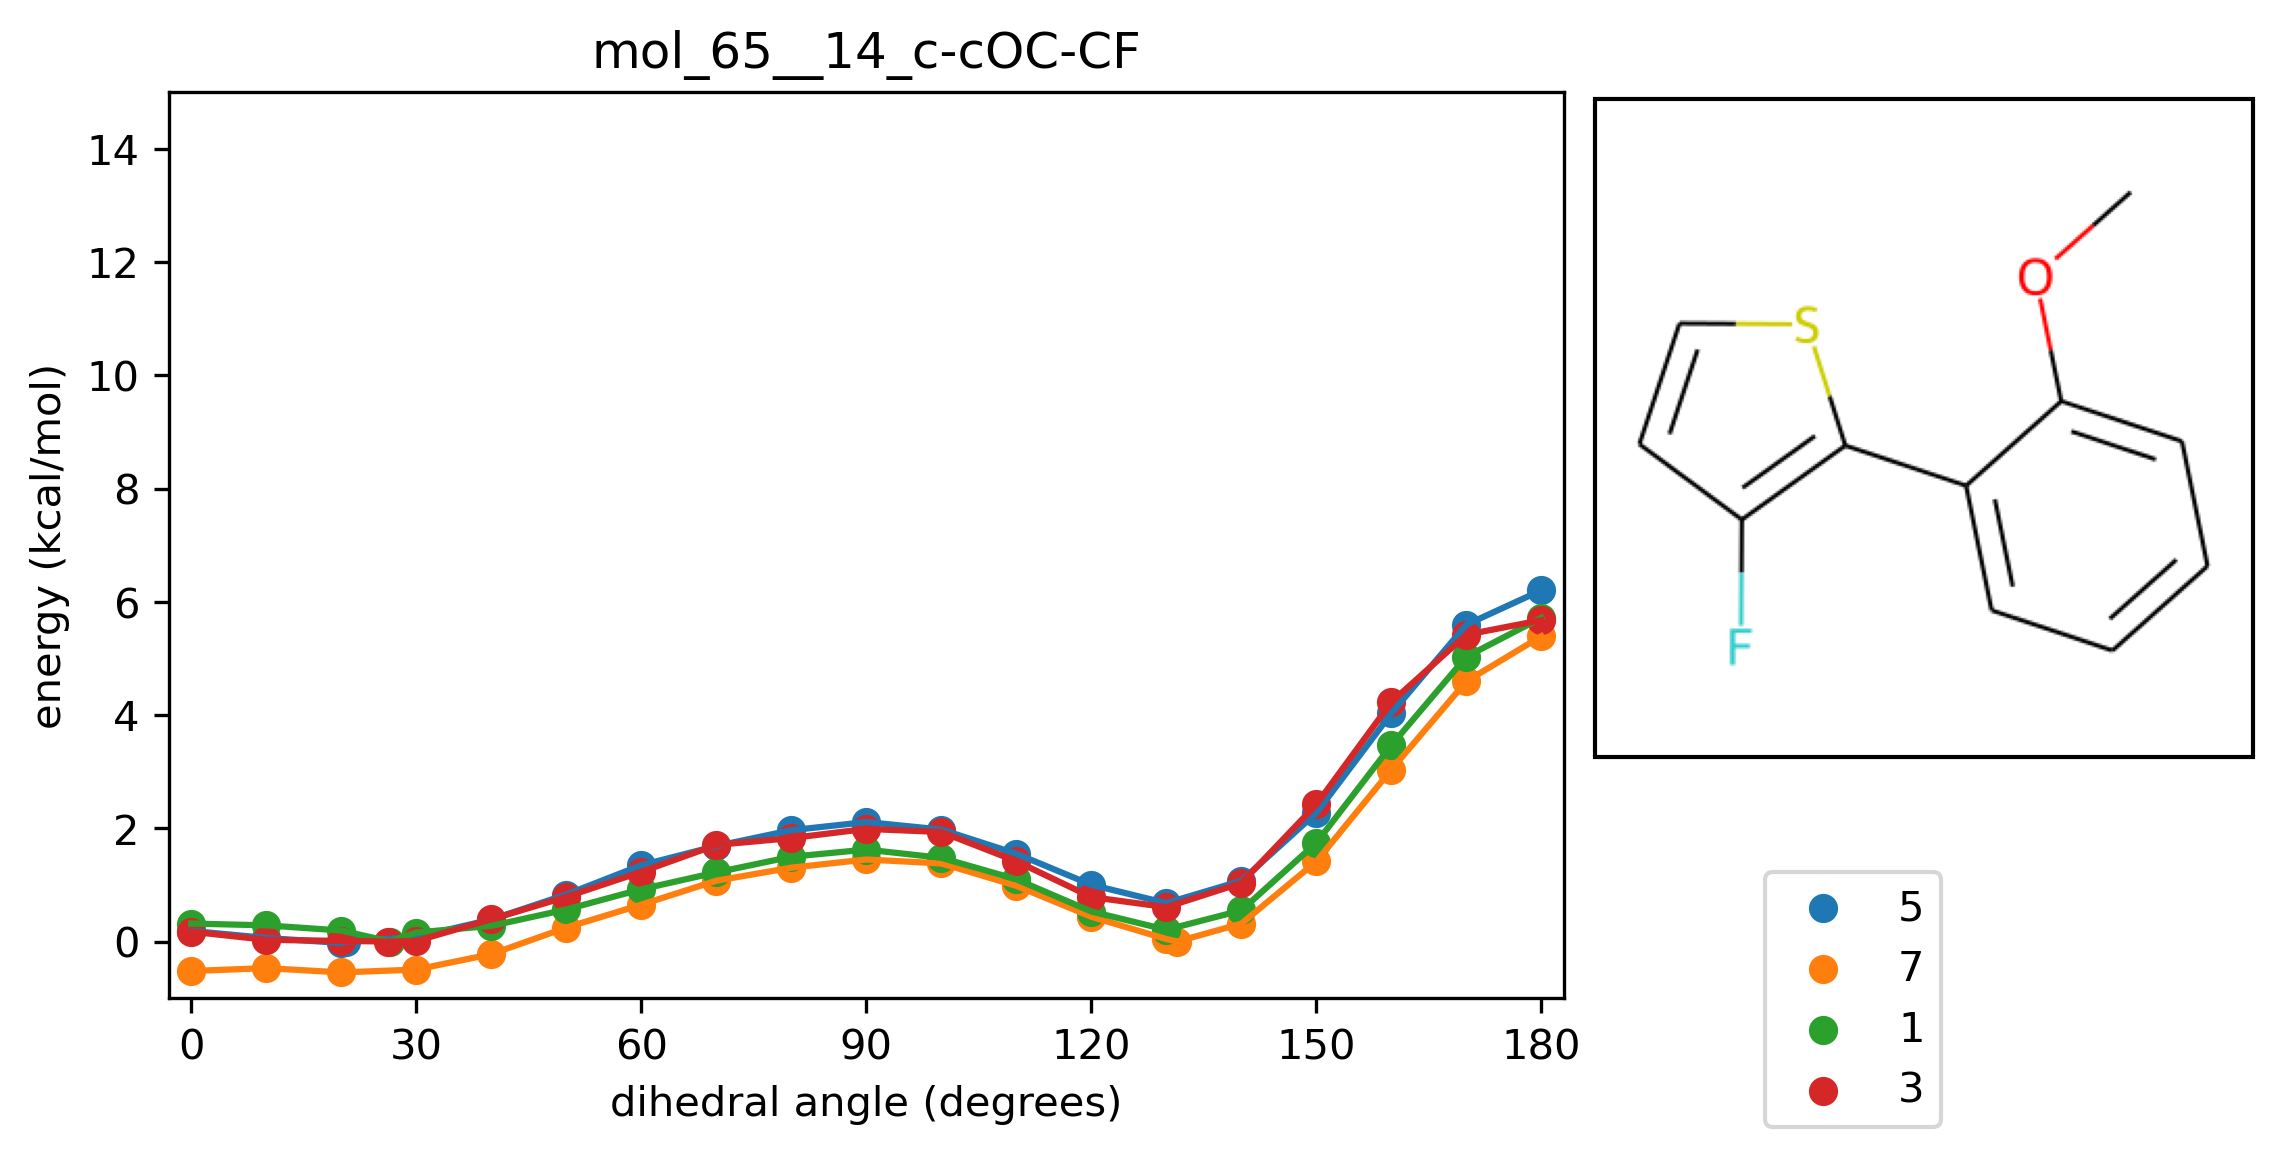 mol_65__14_c-cOC-CF
14
12
10
8
6
4
2
0
energy (kcal/mol)
0 30 60 90 120 150 180
dihedral angle (degrees)
O
S
F
5
7
1
3